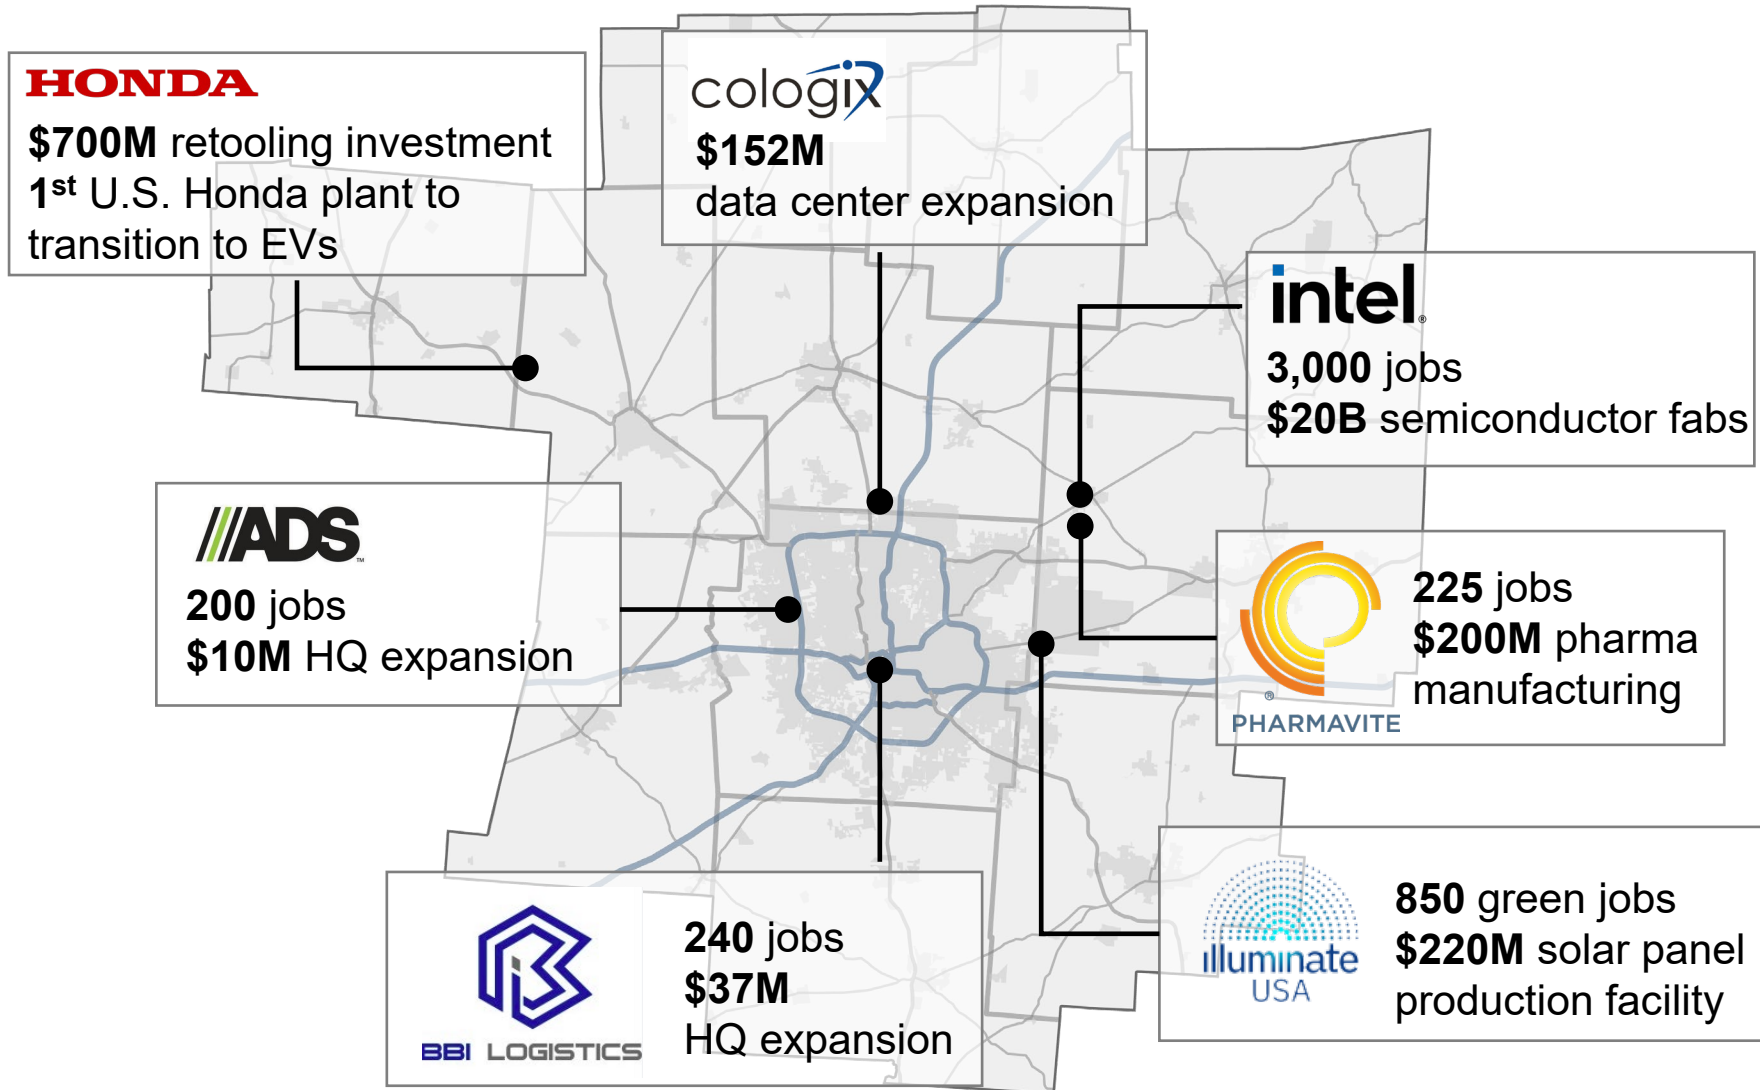 HONDA
$700M retooling investment
1st U.S. Honda plant to
transition to EVs
cologix
$152M
data center expansion
intel®
3,000 jobs
$20B semiconductor fabs
ADS™
200 jobs
$10M HQ expansion
225 jobs
$200M pharma
manufacturing
®
PHARMAVITE
BBI LOGISTICS
240 jobs
$37M
HQ expansion
illuminate
USA
850 green jobs
$220M solar panel
production facility